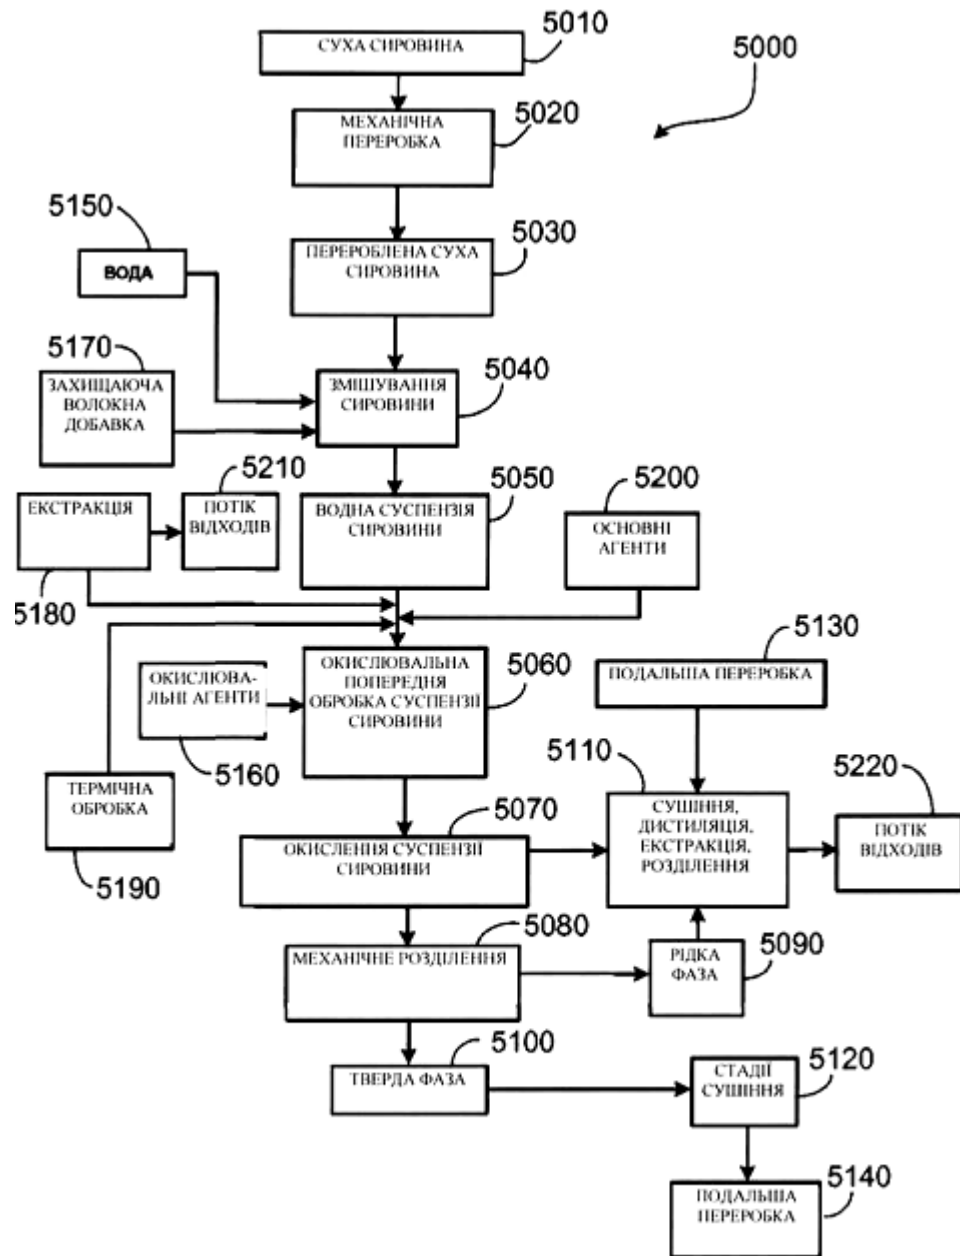 5010
СУХА СИРОВИНА
5000
5020
МЕХАНІЧНА
ПЕРЕРОБКА
5150
ВОДА
5030
ПЕРЕРОБЛЕНА СУХА
СИРОВИНА
5170
ЗАХИЩАЮЧА
ВОЛОКНА
ДОБАВКА
5040
ЗМІШУВАННЯ
СИРОВИНИ
5210
ПОТІК
ВІДХОДІВ
ЕКСТРАКЦІЯ
5180
5050
ВОДНА СУСПЕНЗІЯ
СИРОВИНИ
5200
ОСНОВНІ
АГЕНТИ
5060
ОКИСЛЮВАЛЬНА
ПОПЕРЕДНЯ
ОБРОБКА СУСПЕНЗІЇ
СИРОВИНИ
5130
ПОДАЛЬША ПЕРЕРОБКА
ОКИСЛЮВА-
ЛЬНІ АГЕНТИ
5160
ТЕРМІЧНА
ОБРОБКА
5190
5070
ОКИСЛЕННЯ СУСПЕНЗІЇ
СИРОВИНИ
5110
СУШІННЯ,
ДИСТИЛЯЦІЯ,
ЕКСТРАКЦІЯ,
РОЗДІЛЕННЯ
5220
ПОТІК
ВІДХОДІВ
5080
МЕХАНІЧНЕ РОЗДІЛЕННЯ
5090
РІДКА
ФАЗА
5100
ТВЕРДА ФАЗА
5120
СТАДІЇ
СУШІННЯ
5140
ПОДАЛЬША
ПЕРЕРОБКА